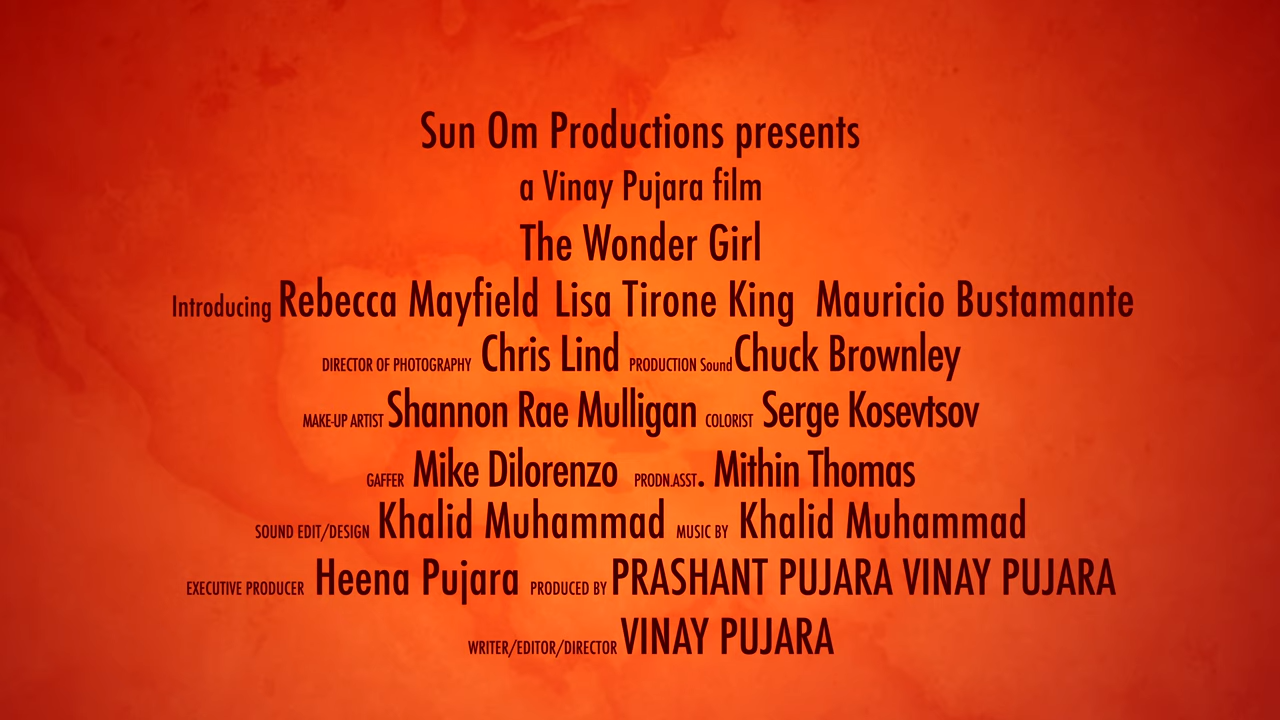 Sun Om Productions presents
a Vinay Pujara film
The Wonder Girl
Introducing Rebecca Mayfield Lisa Tirone King Mauricio Bustamante
DIRECTOR OF PHOTOGRAPHY Chris Lind PRODUCTION Sound Chuck Brownley
MAKE-UP ARTIST Shannon Rae Mulligan COLORIST Serge Kosevtsov
GAFFER Mike Dilorenzo PRODN.ASST. Mithin Thomas
SOUND EDIT/DESIGN Khalid Muhammad MUSIC BY Khalid Muhammad
EXECUTIVE PRODUCER Heena Pujara PRODUCED BY PRASHANT PUJARA VINAY PUJARA
WRITER/EDITOR/DIRECTOR VINAY PUJARA